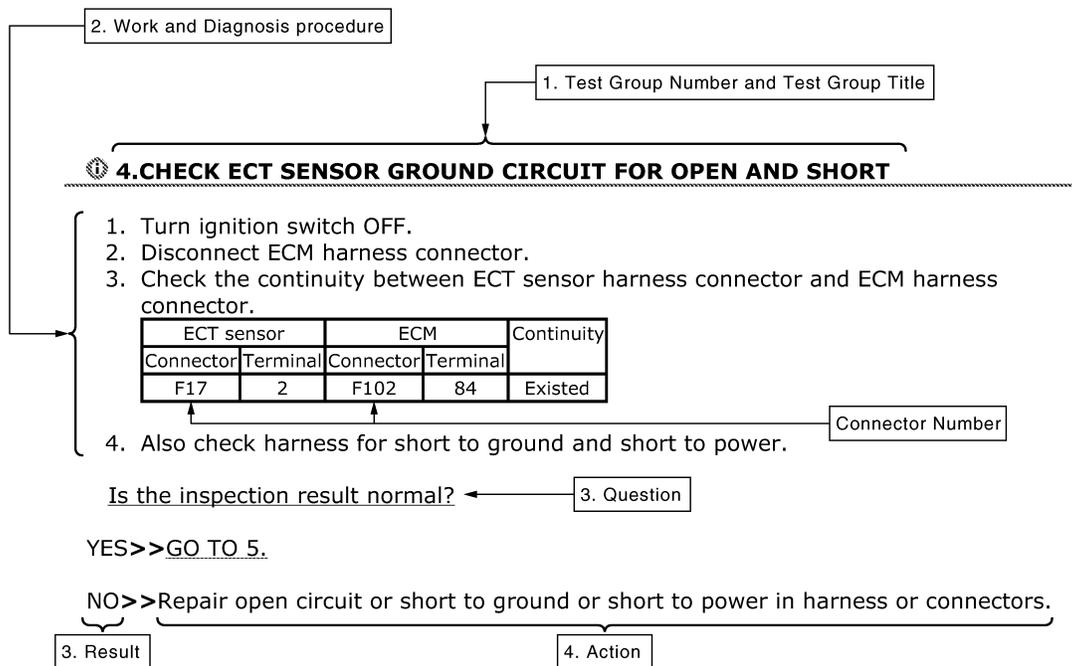 2. Work and Diagnosis procedure
1. Test Group Number and Test Group Title
4.CHECK ECT SENSOR GROUND CIRCUIT FOR OPEN AND SHORT
1. Turn ignition switch OFF.
2. Disconnect ECM harness connector.
3. Check the continuity between ECT sensor harness connector and ECM harness
connector.
ECT sensor ECM Continuity
Connector Terminal Connector Terminal
F17 2 F102 84 Existed
Connector Number
4. Also check harness for short to ground and short to power.
Is the inspection result normal?
3. Question
YES>>GO TO 5.
NO>>Repair open circuit or short to ground or short to power in harness or connectors.
3. Result
4. Action